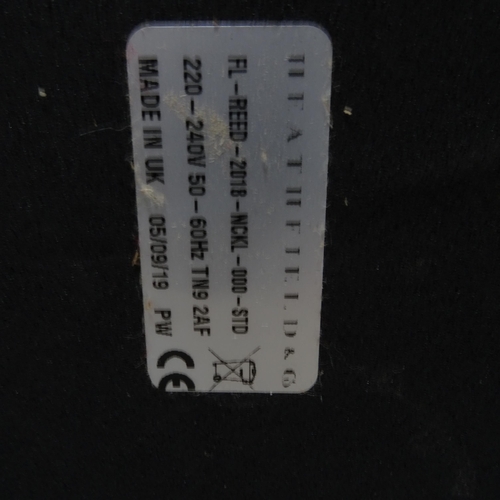 HEATHFIELD & C
FL-REED-2018-NCKL-000-STD
220-240V 50-60Hz TN9 2AF
MADE IN UK 05/09/19 PW
CE